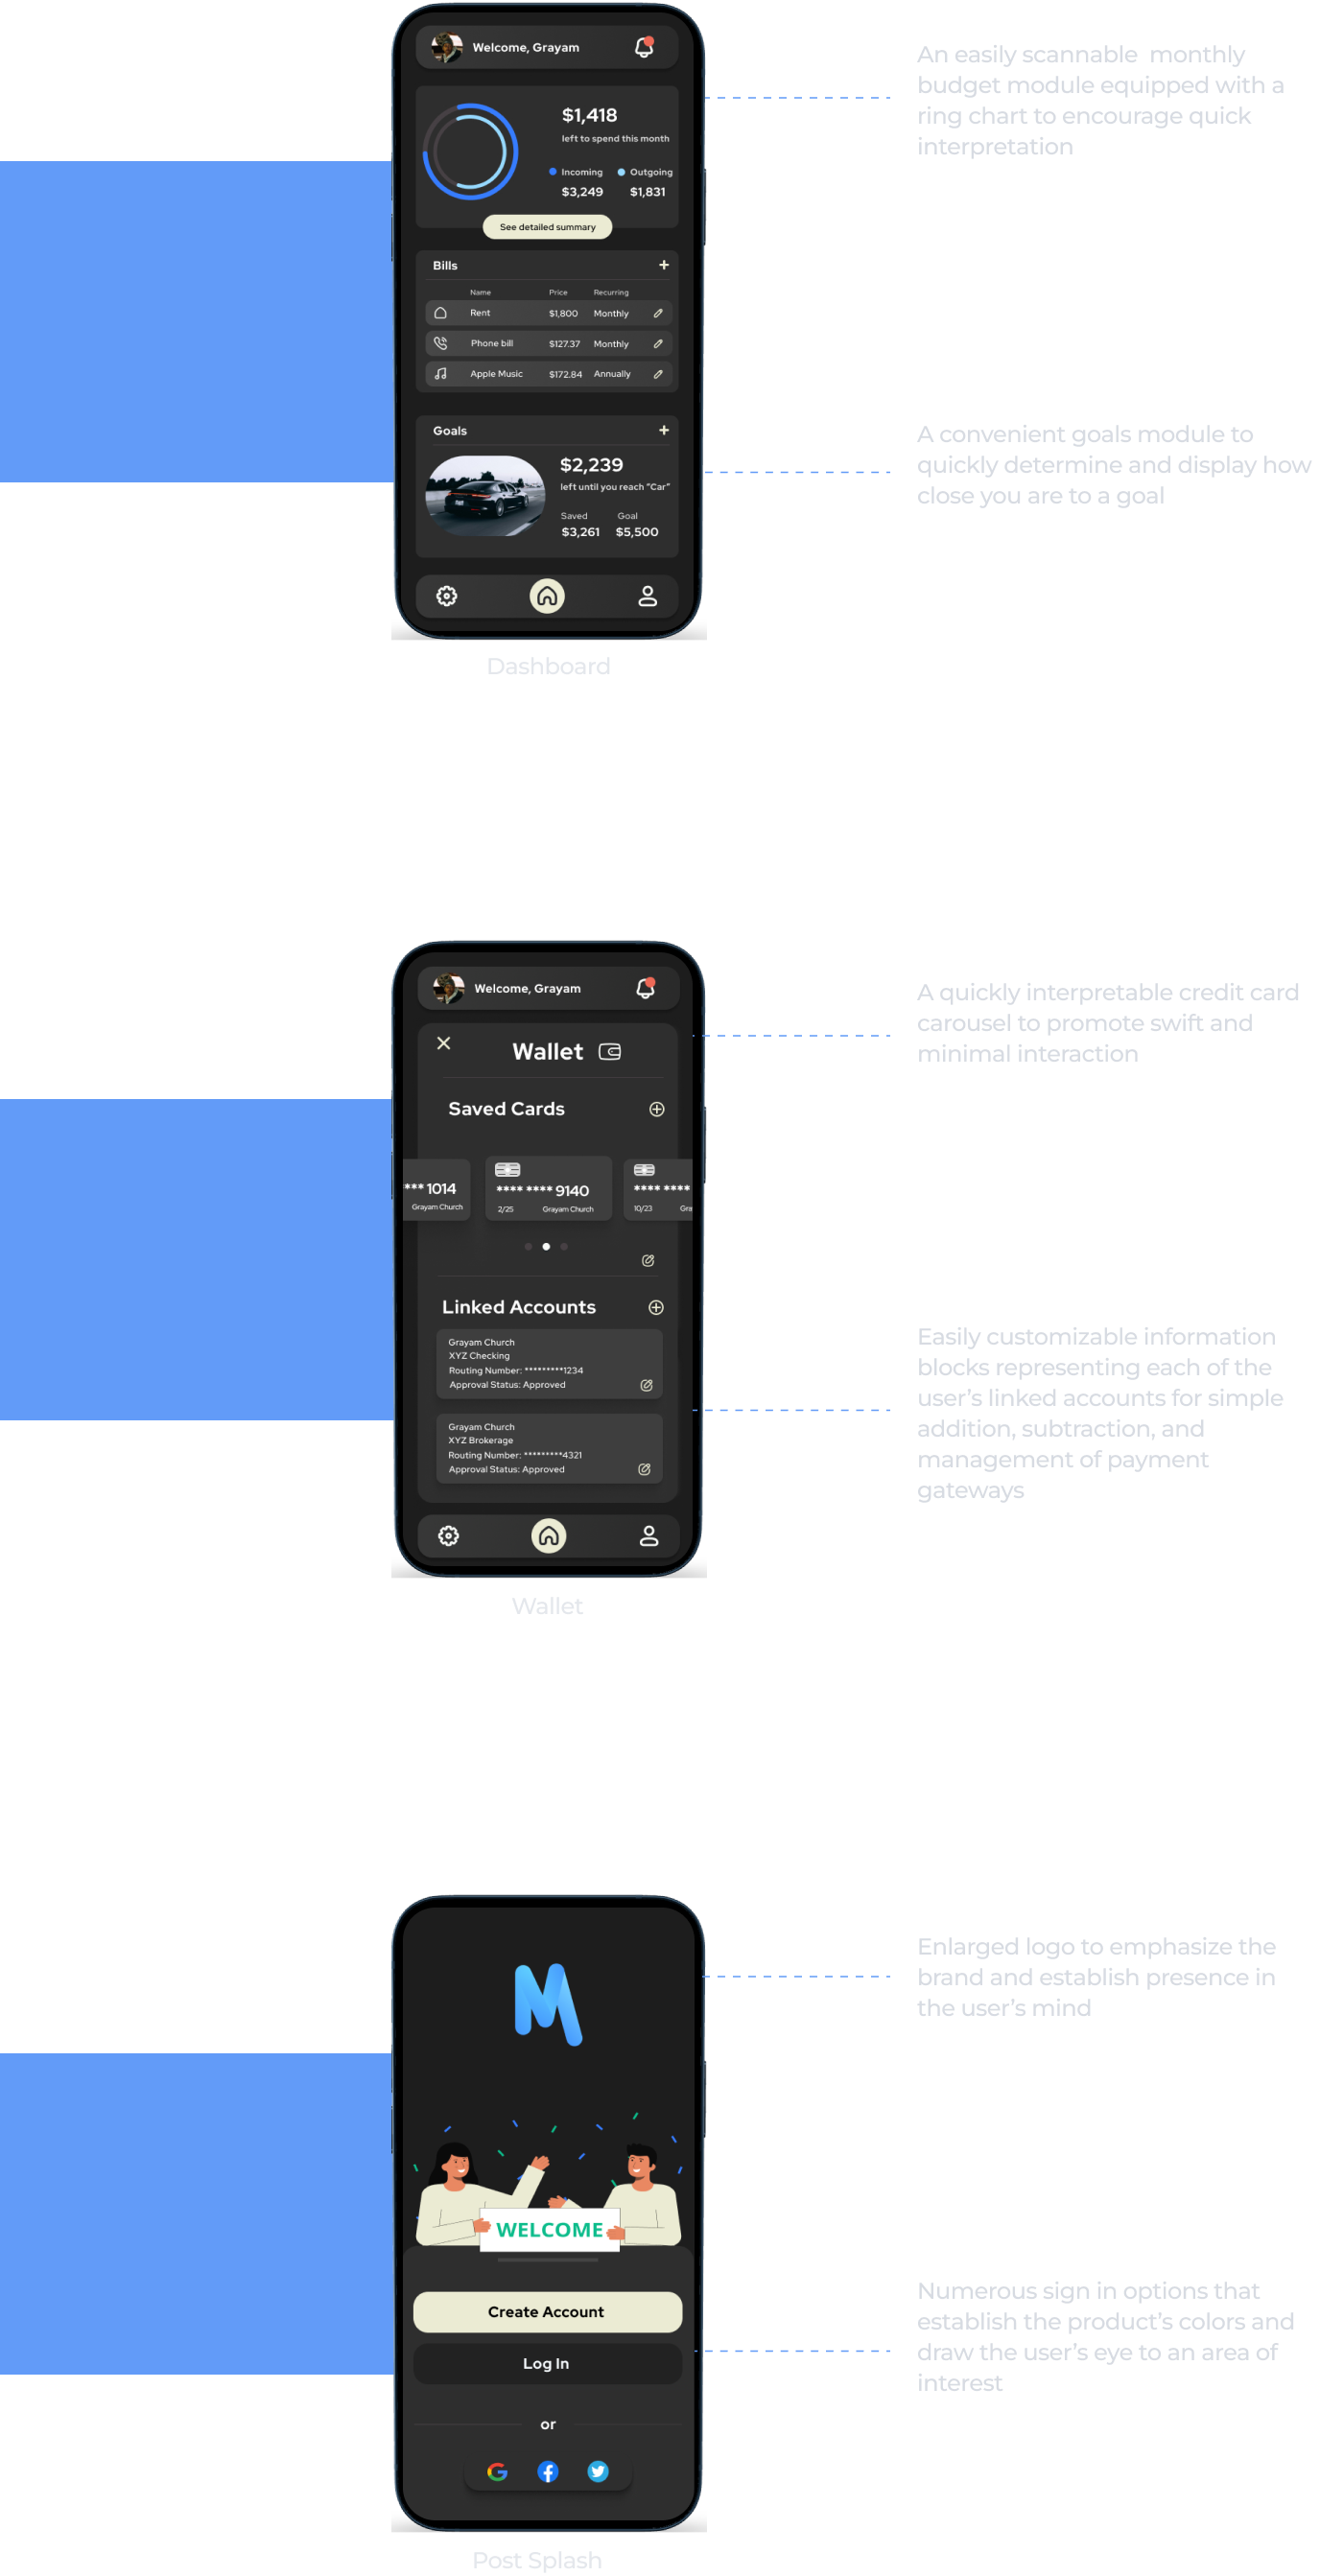 Welcome, Grayam
$1,418
left to spend this month
Incoming Outgoing
$3,249 $1,831
See detailed summary
Bills +
Name Price Recurring
Rent $1,800 Monthly
Phone bill $127.37 Monthly
Apple Music $172.84 Annually
Goals +
$2,239
left until you reach “Car”
Saved Goal
$3,261 $5,500
Dashboard
An easily scannable monthly
budget module equipped with a
ring chart to encourage quick
interpretation
A convenient goals module to
quickly determine and display how
close you are to a goal
Welcome, Grayam
Wallet
Saved Cards
*** 1014
Grayam Church
**** **** 9140
2/25 Grayam Church
**** ****
10/23 Gra
Linked Accounts
Grayam Church
XYZ Checking
Routing Number: *********1234
Approval Status: Approved
Grayam Church
XYZ Brokerage
Routing Number: *********4321
Approval Status: Approved
Wallet
A quickly interpretable credit card
carousel to promote swift and
minimal interaction
Easily customizable information
blocks representing each of the
user’s linked accounts for simple
addition, subtraction, and
management of payment
gateways
M
WELCOME
Create Account
Log In
or
Post Splash
Enlarged logo to emphasize the
brand and establish presence in
the user’s mind
Numerous sign in options that
establish the product’s colors and
draw the user’s eye to an area of
interest